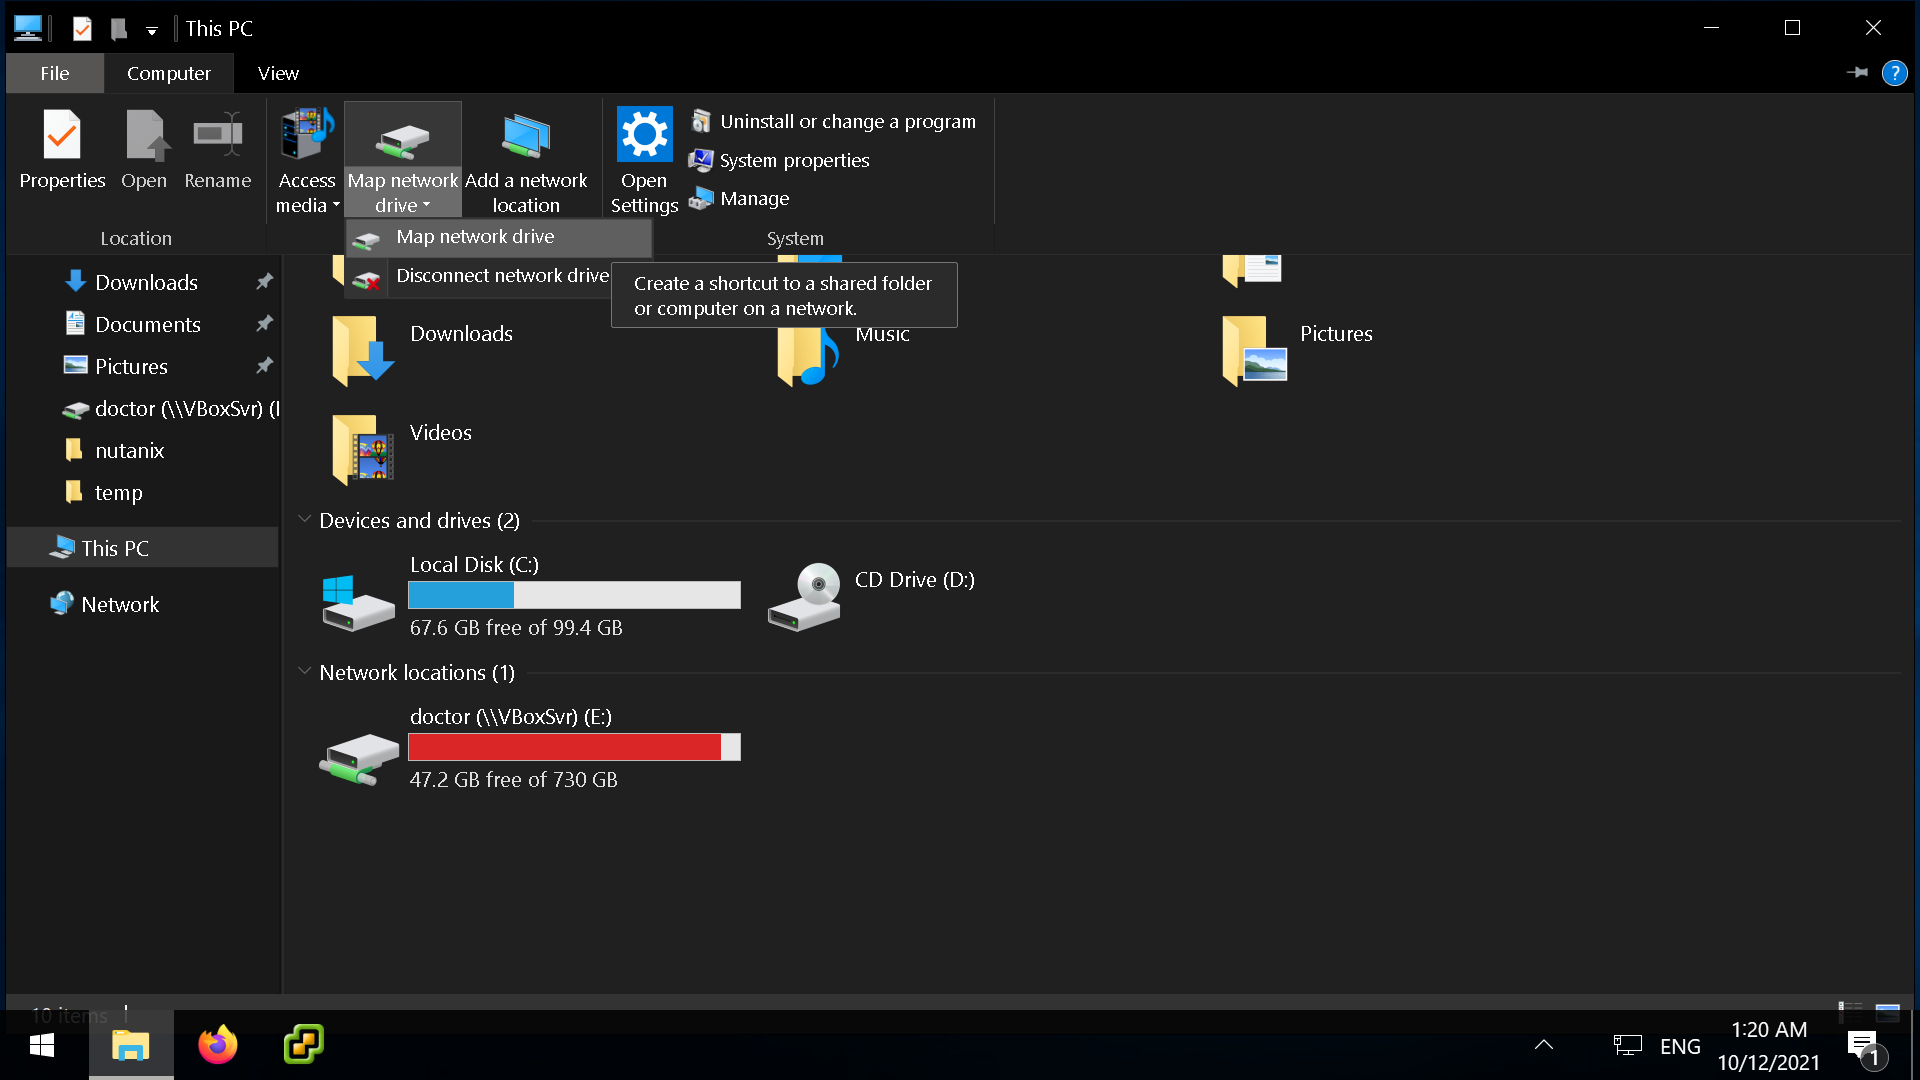 This PC
File
Computer
View
?
Properties
Open
Rename
Access
media
Map network
drive
Add a network
location
Open
Settings
Uninstall or change a program
System properties
Manage
Location
System
Map network drive
Disconnect network drive
Create a shortcut to a shared folder
or computer on a network.
Downloads
Documents
Pictures
doctor (\\VBoxSvr) (
nutanix
temp
This PC
Network
Downloads
Music
Pictures
Videos
Devices and drives (2)
Local Disk (C:)
67.6 GB free of 99.4 GB
CD Drive (D:)
Network locations (1)
doctor (\\VBoxSvr) (E:)
47.2 GB free of 730 GB
10 items
ENG
1:20 AM
10/12/2021
1